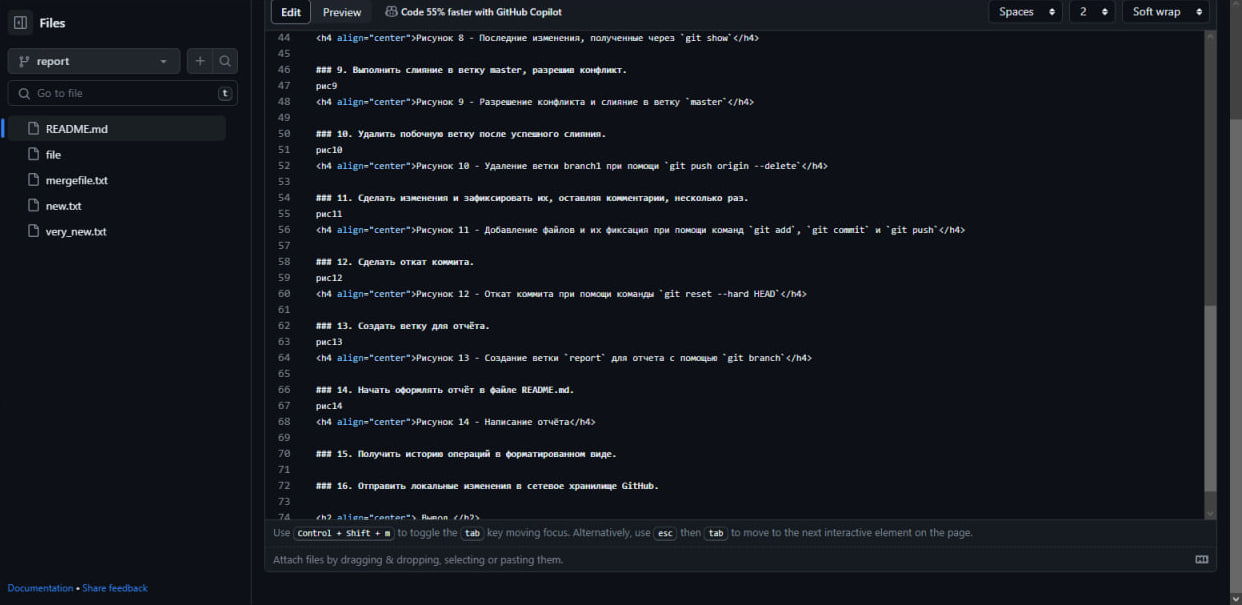 Files
report
Go to file
t
README.md
file
mergefile.txt
new.txt
very_new.txt
Documentation • Share feedback
Edit
Preview
Code 55% faster with GitHub Copilot
Spaces
2
Soft wrap
44 <h4 align="center">Рисунок 8 - Последние изменения, полученные через `git show`</h4>
45
46 ### 9. Выполнить слияние в ветку master, разрешив конфликт.
47 рис9
48 <h4 align="center">Рисунок 9 - Разрешение конфликта и слияние в ветку `master`</h4>
49
50 ### 10. Удалить побочную ветку после успешного слияния.
51 рис10
52 <h4 align="center">Рисунок 10 - Удаление ветки branch1 при помощи `git push origin --delete`</h4>
53
54 ### 11. Сделать изменения и зафиксировать их, оставляя комментарии, несколько раз.
55 рис11
56 <h4 align="center">Рисунок 11 - Добавление файлов и их фиксация при помощи команд `git add`, `git commit` и `git push`</h4>
57
58 ### 12. Сделать откат коммита.
59 рис12
60 <h4 align="center">Рисунок 12 - Откат коммита при помощи команды `git reset --hard HEAD`</h4>
61
62 ### 13. Создать ветку для отчёта.
63 рис13
64 <h4 align="center">Рисунок 13 - Создание ветки `report` для отчета с помощью `git branch`</h4>
65
66 ### 14. Начать оформлять отчёт в файле README.md.
67 рис14
68 <h4 align="center">Рисунок 14 - Написание отчёта</h4>
69
70 ### 15. Получить историю операций в форматированном виде.
71
72 ### 16. Отправить локальные изменения в сетевое хранилище GitHub.
73
74 <h2 align="center"> Вывод </h2>
Use Control + Shift + m to toggle the tab key moving focus. Alternatively, use esc then tab to move to the next interactive element on the page.
Attach files by dragging & dropping, selecting or pasting them.